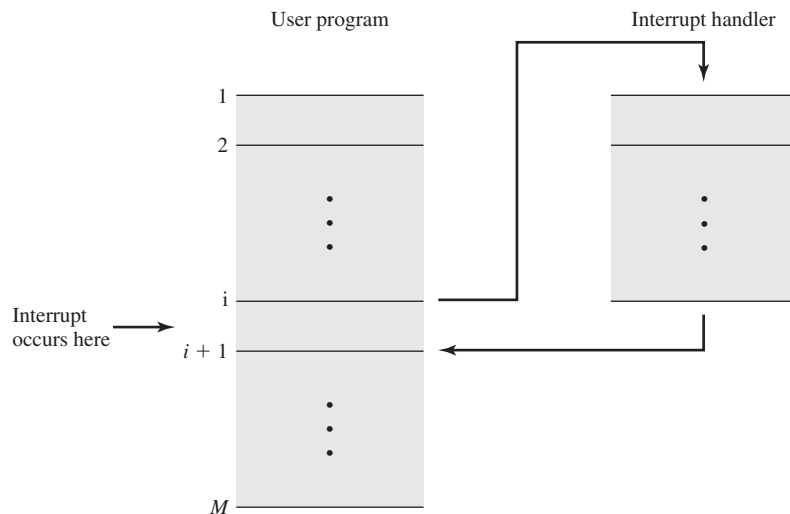 User program
Interrupt handler
1
2
i
Interrupt
occurs here
i + 1
M